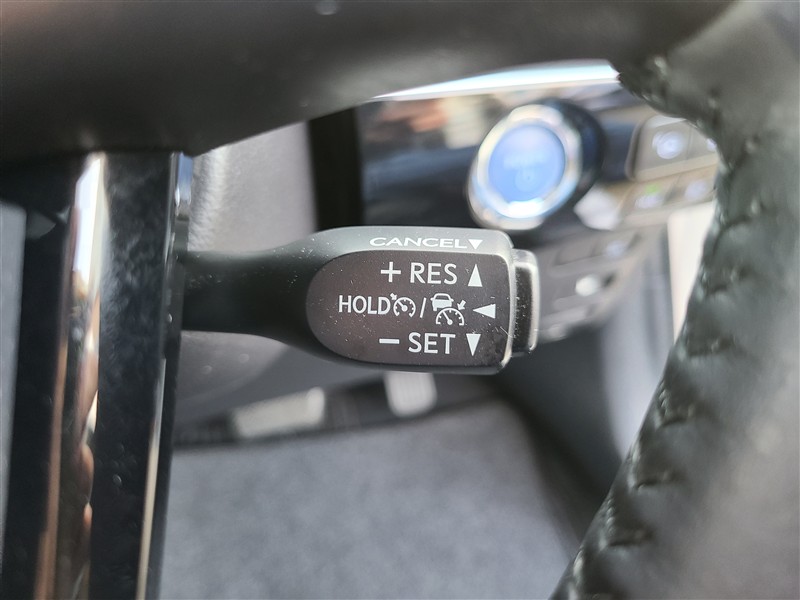 CANCEL▼
+ RES ▲
HOLD / ◀
− SET ▼